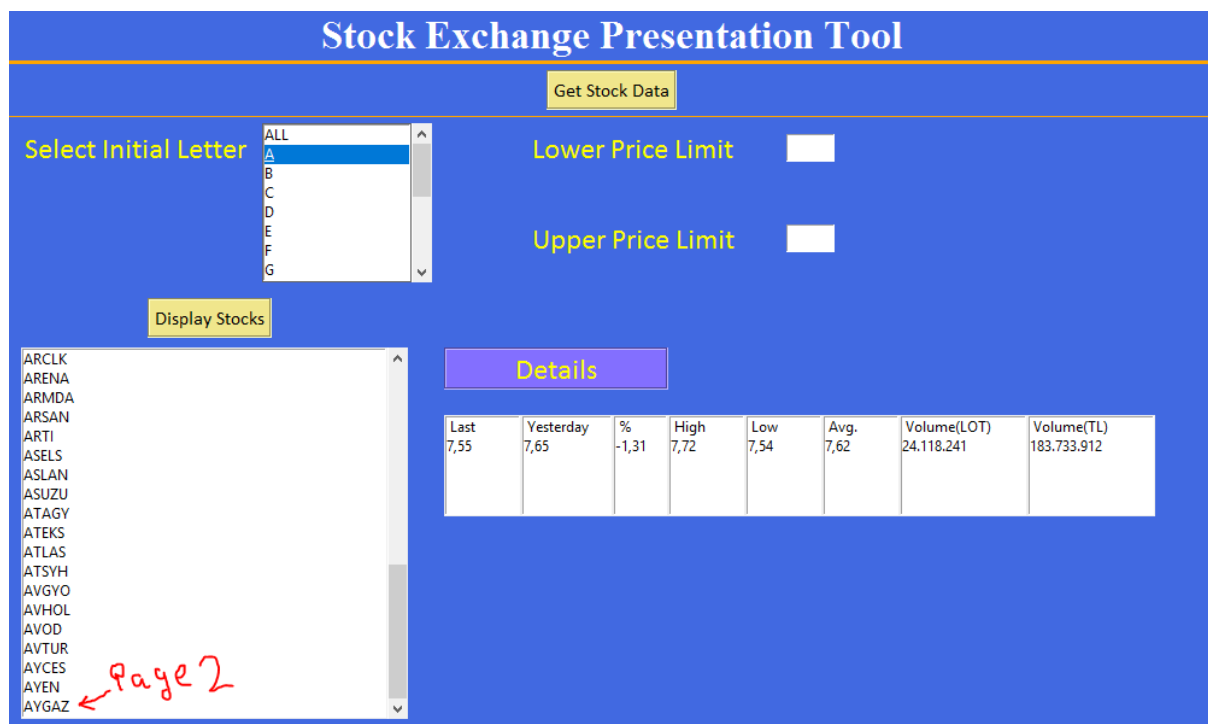 Stock Exchange Presentation Tool
Get Stock Data
Select Initial Letter
ALL
A
B
C
D
E
F
G
Lower Price Limit
Upper Price Limit
Display Stocks
ARCLK
ARENA
ARMDA
ARSAN
ARTI
ASELS
ASLAN
ASUZU
ATAGY
ATEKS
ATLAS
ATSYH
AVGYO
AVHOL
AVOD
AVTUR
AYCES
AYEN
AYGAZ
Page 2
Details
Last Yesterday % High Low Avg. Volume(LOT) Volume(TL)
7,55 7,65 -1,31 7,72 7,54 7,62 24.118.241 183.733.912